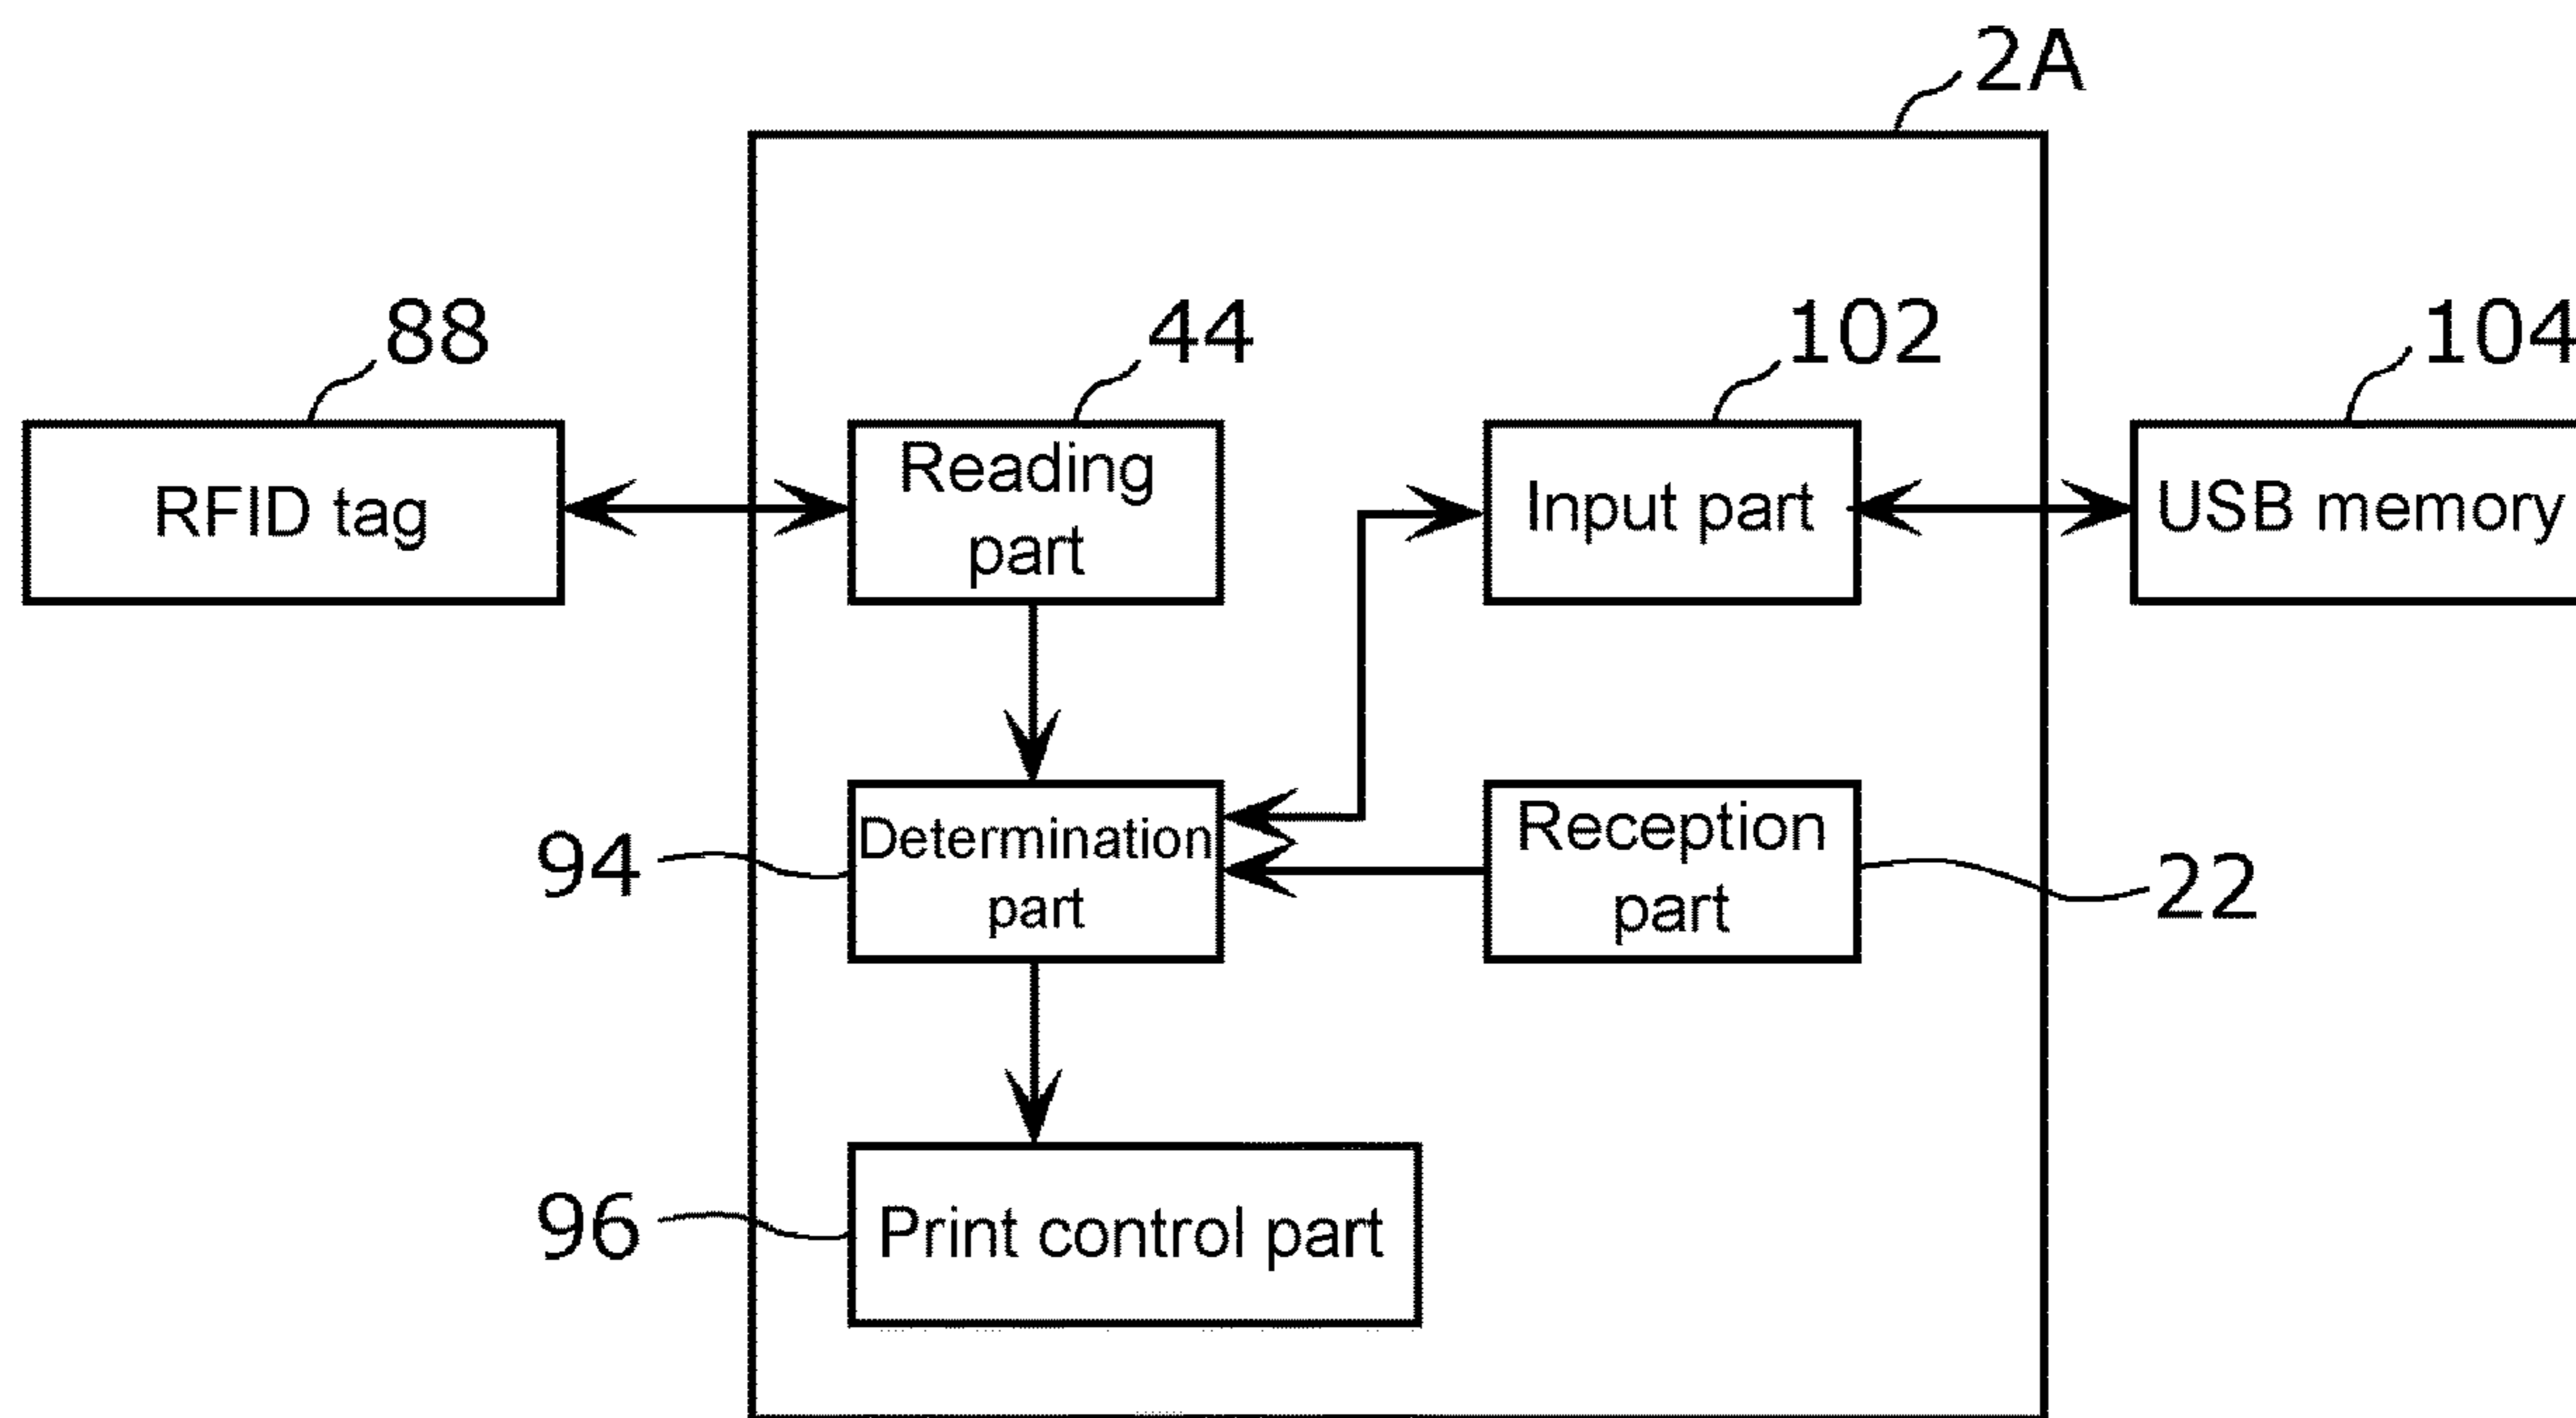 2A
88
44
102
104
RFID tag
Reading
part
Input part
USB memory
94
Determination
part
Reception
part
22
96
Print control part